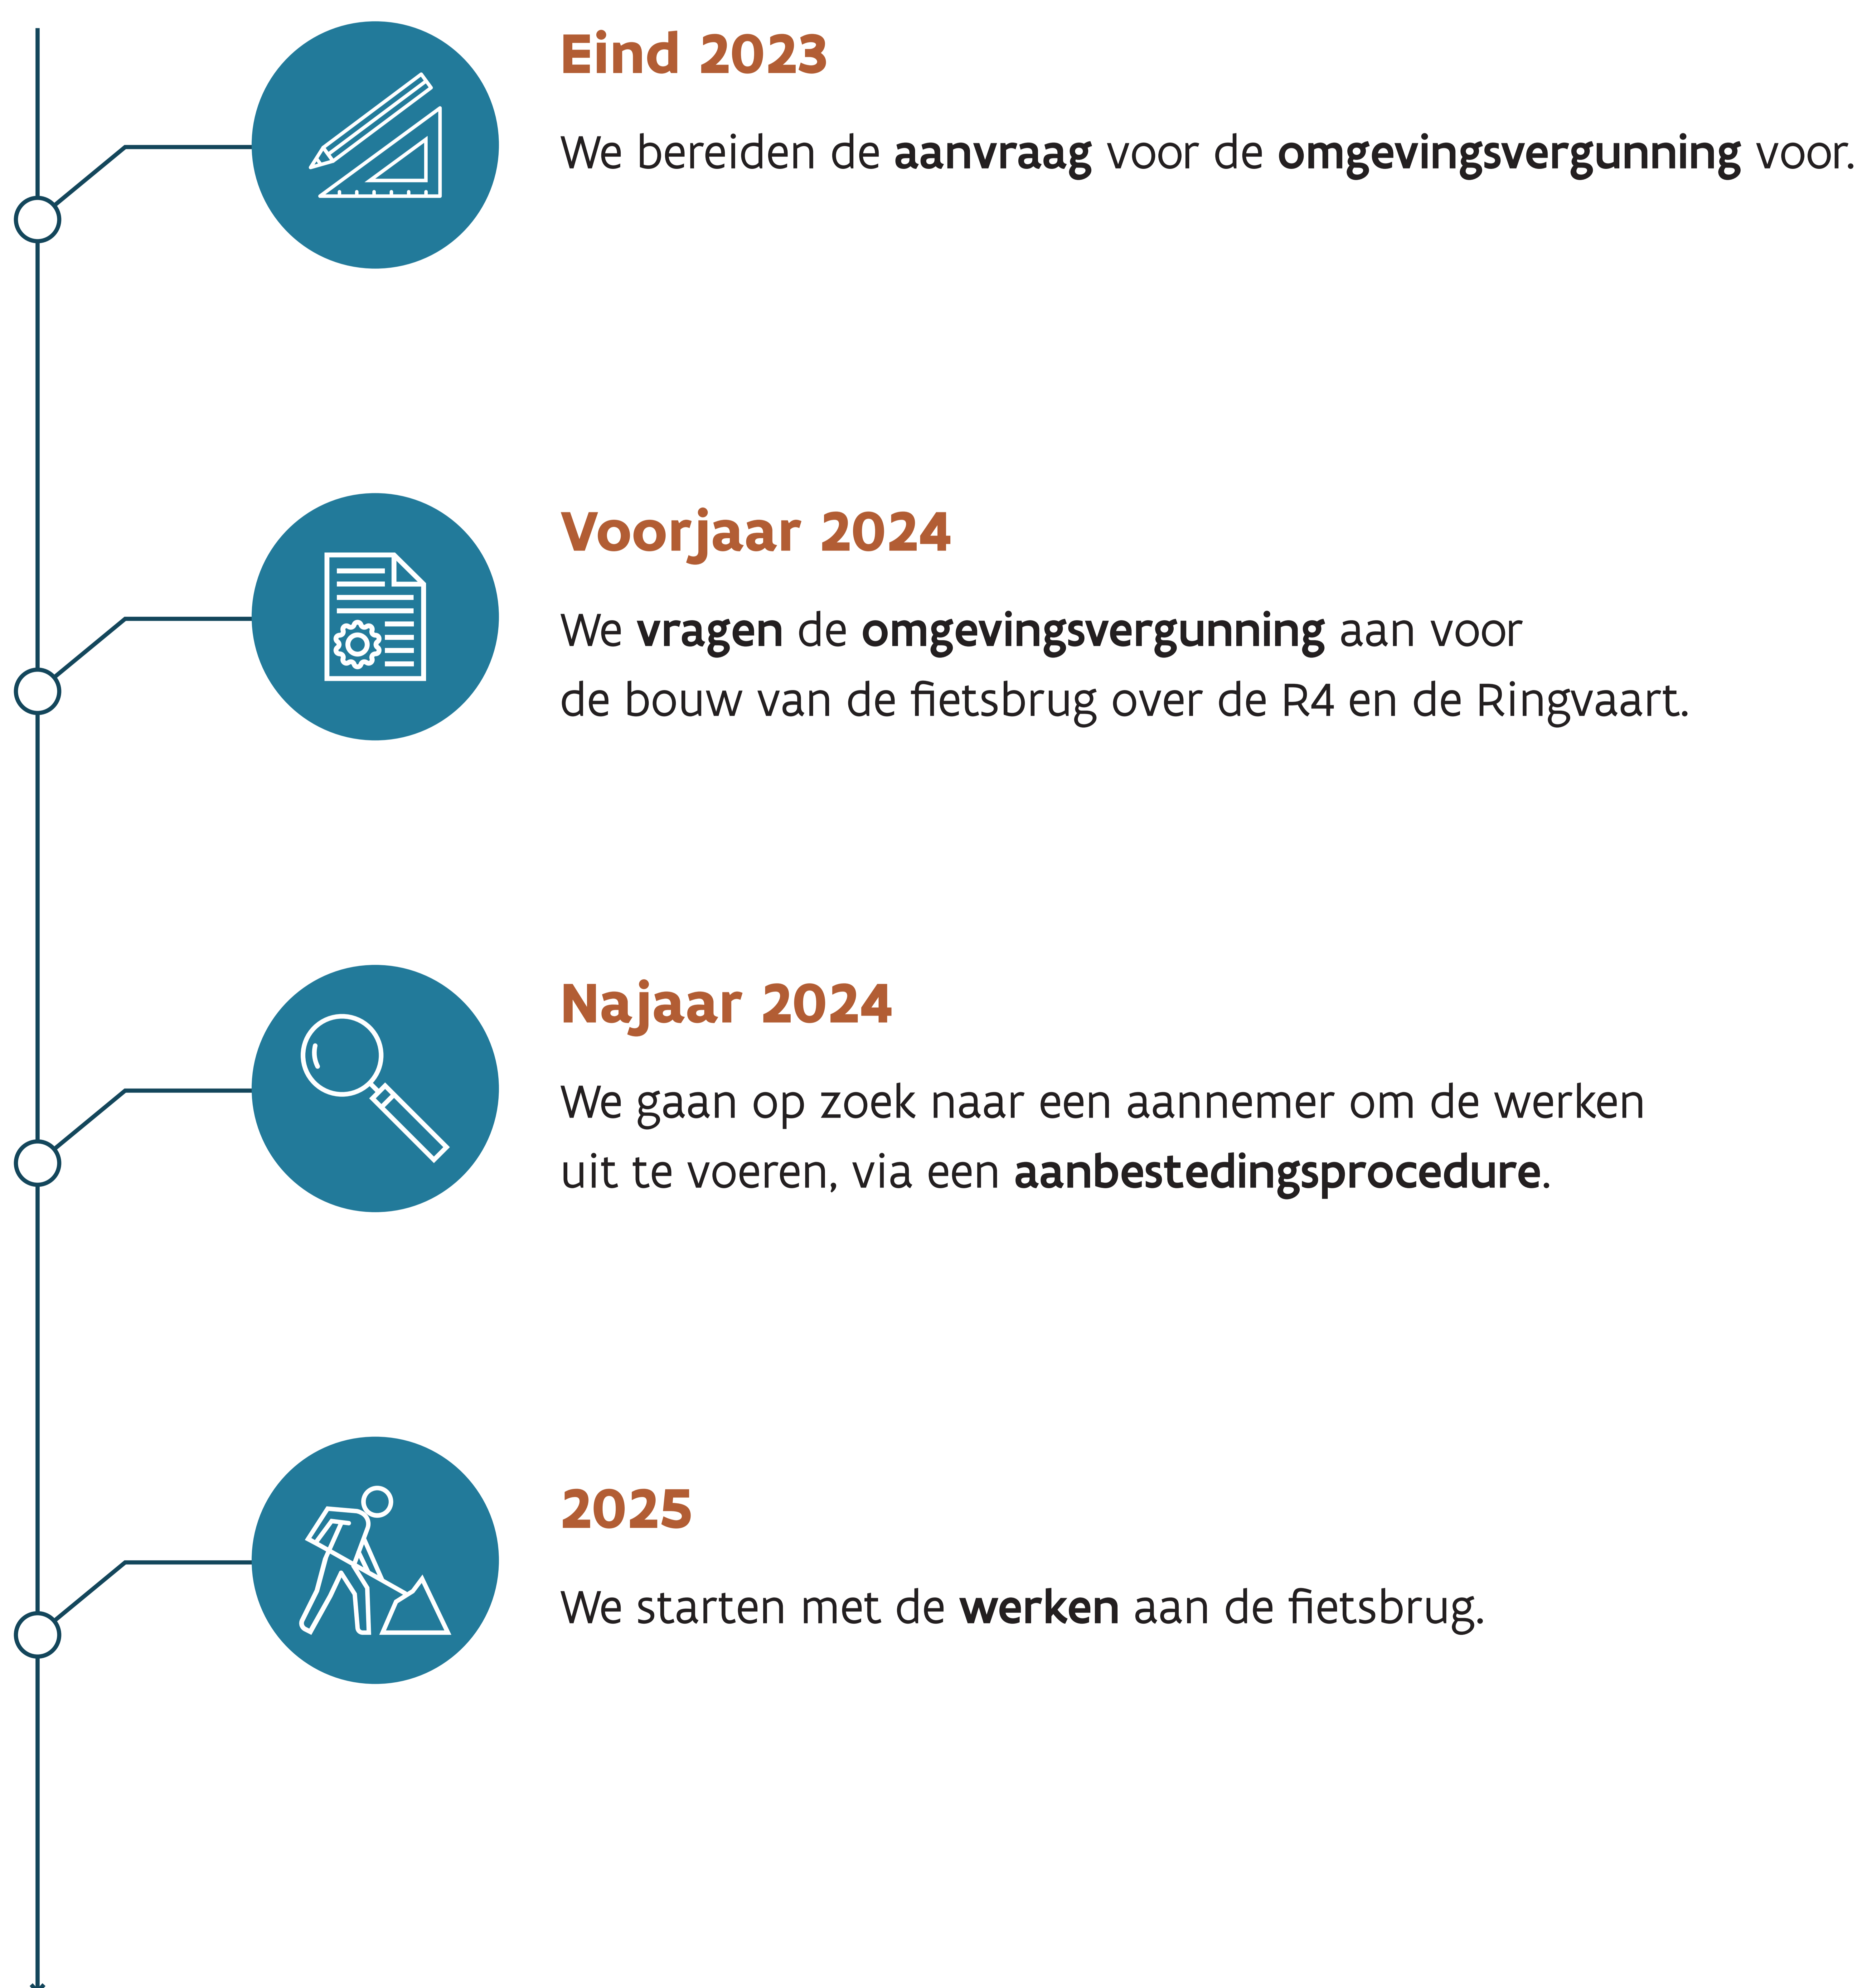 Eind 2023
We bereiden de aanvraag voor de omgevingsvergunning voor.
Voorjaar 2024
We vragen de omgevingsvergunning aan voor
de bouw van de fietsbrug over de R4 en de Ringvaart.
Najaar 2024
We gaan op zoek naar een aannemer om de werken
uit te voeren, via een aanbestedingsprocedure.
2025
We starten met de werken aan de fietsbrug.